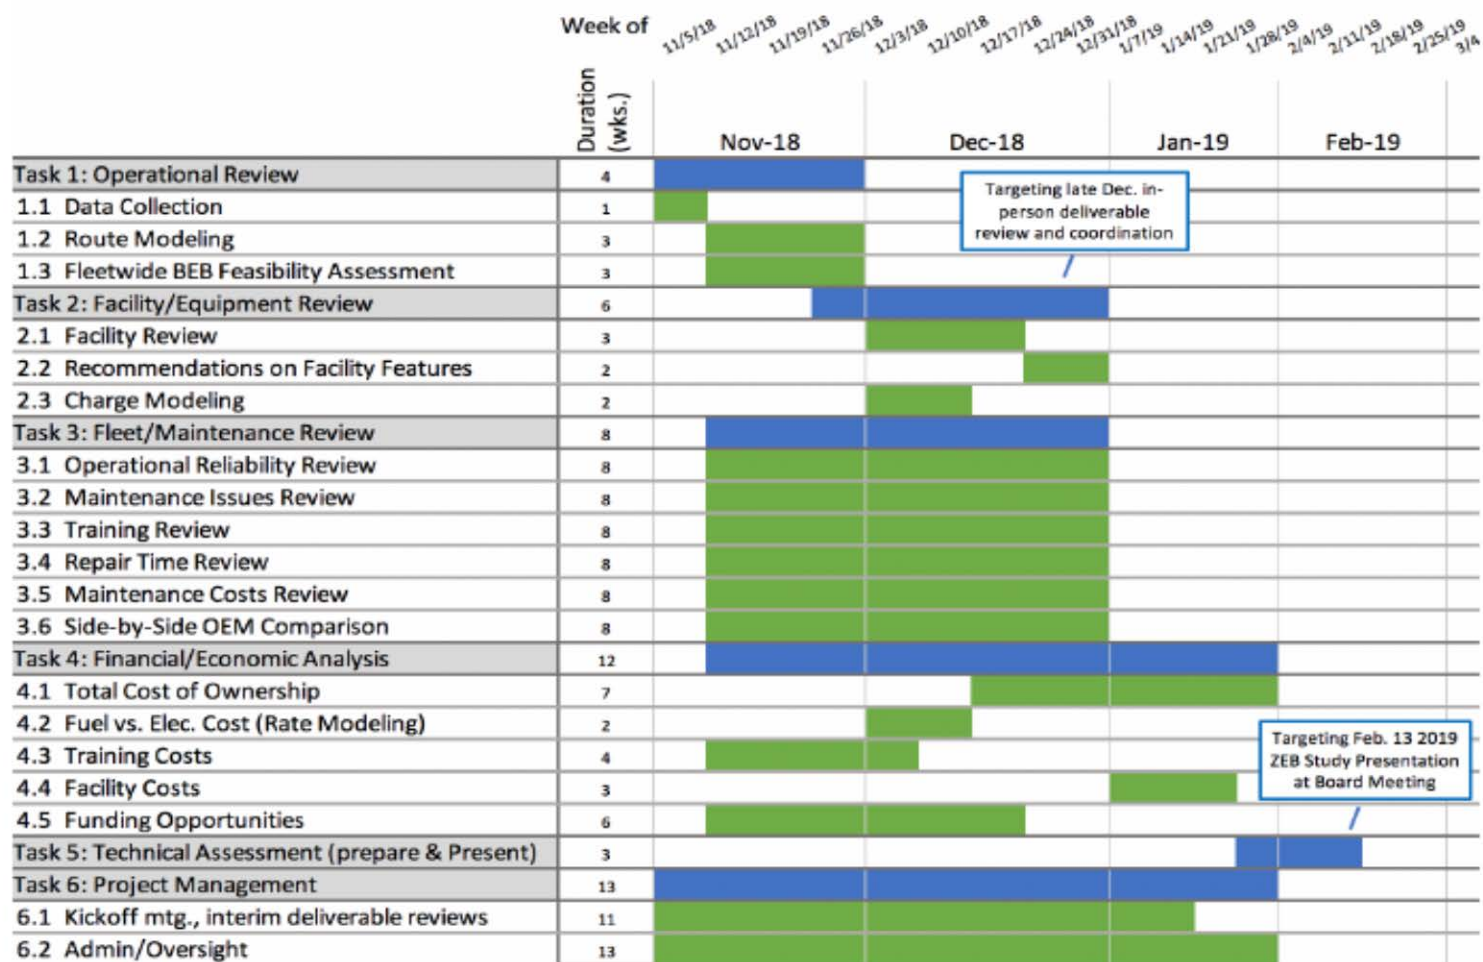 Week of
11/5/18 11/12/18 11/19/18 11/26/18 12/3/18 12/10/18 12/17/18 12/24/18 12/31/18 1/7/19 1/14/19 1/21/19 1/28/19 2/4/19 2/11/19 2/18/19 2/25/19 3/4
Duration
(wks.)
Nov-18 Dec-18 Jan-19 Feb-19
Task 1: Operational Review 4
Targeting late Dec. in-
person deliverable
review and coordination
1.1 Data Collection 1
1.2 Route Modeling 3
1.3 Fleetwide BEB Feasibility Assessment 3
Task 2: Facility/Equipment Review 6
2.1 Facility Review 3
2.2 Recommendations on Facility Features 2
2.3 Charge Modeling 2
Task 3: Fleet/Maintenance Review 8
3.1 Operational Reliability Review 8
3.2 Maintenance Issues Review 8
3.3 Training Review 8
3.4 Repair Time Review 8
3.5 Maintenance Costs Review 8
3.6 Side-by-Side OEM Comparison 8
Task 4: Financial/Economic Analysis 12
4.1 Total Cost of Ownership 7
4.2 Fuel vs. Elec. Cost (Rate Modeling) 2
Targeting Feb. 13 2019
ZEB Study Presentation
at Board Meeting
4.3 Training Costs 4
4.4 Facility Costs 3
4.5 Funding Opportunities 6
Task 5: Technical Assessment (prepare & Present) 3
Task 6: Project Management 13
6.1 Kickoff mtg., interim deliverable reviews 11
6.2 Admin/Oversight 13